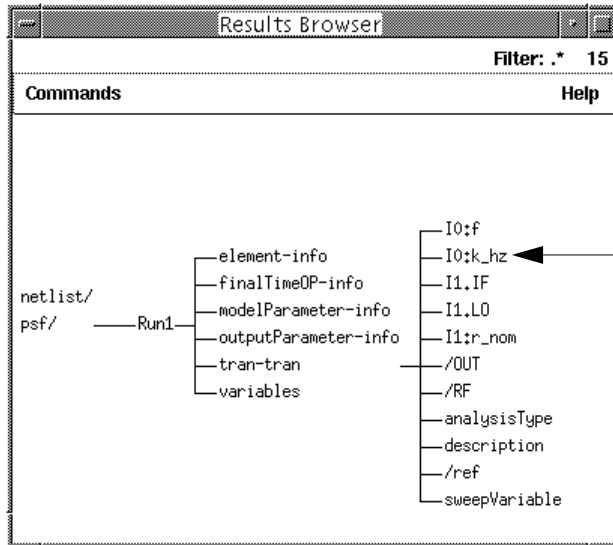 Results Browser
Filter: .* 15
Commands Help
I0:f
element-info I0:k_hz
finalTimeOP-info I1.IF
netlist/ modelParameter-info I1.LO
psf/ Run1 outputParameter-info I1:r_nom
tran-tran /OUT
variables /RF
analysisType
description
/ref
sweepVariable